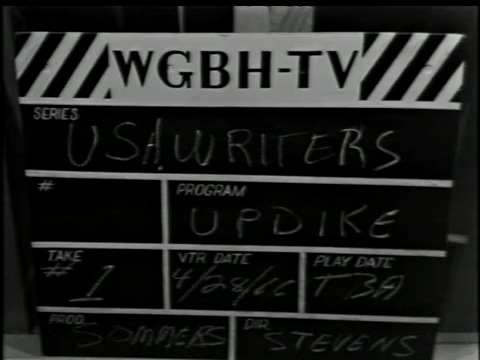 WGBH-TV
SERIES
USA.WRITERS
# PROGRAM
UPDIKE
TAKE VTR DATE PLAY DATE
# 1 4/28/66 TBA
PROD. SOMMERS DIR. STEVENS